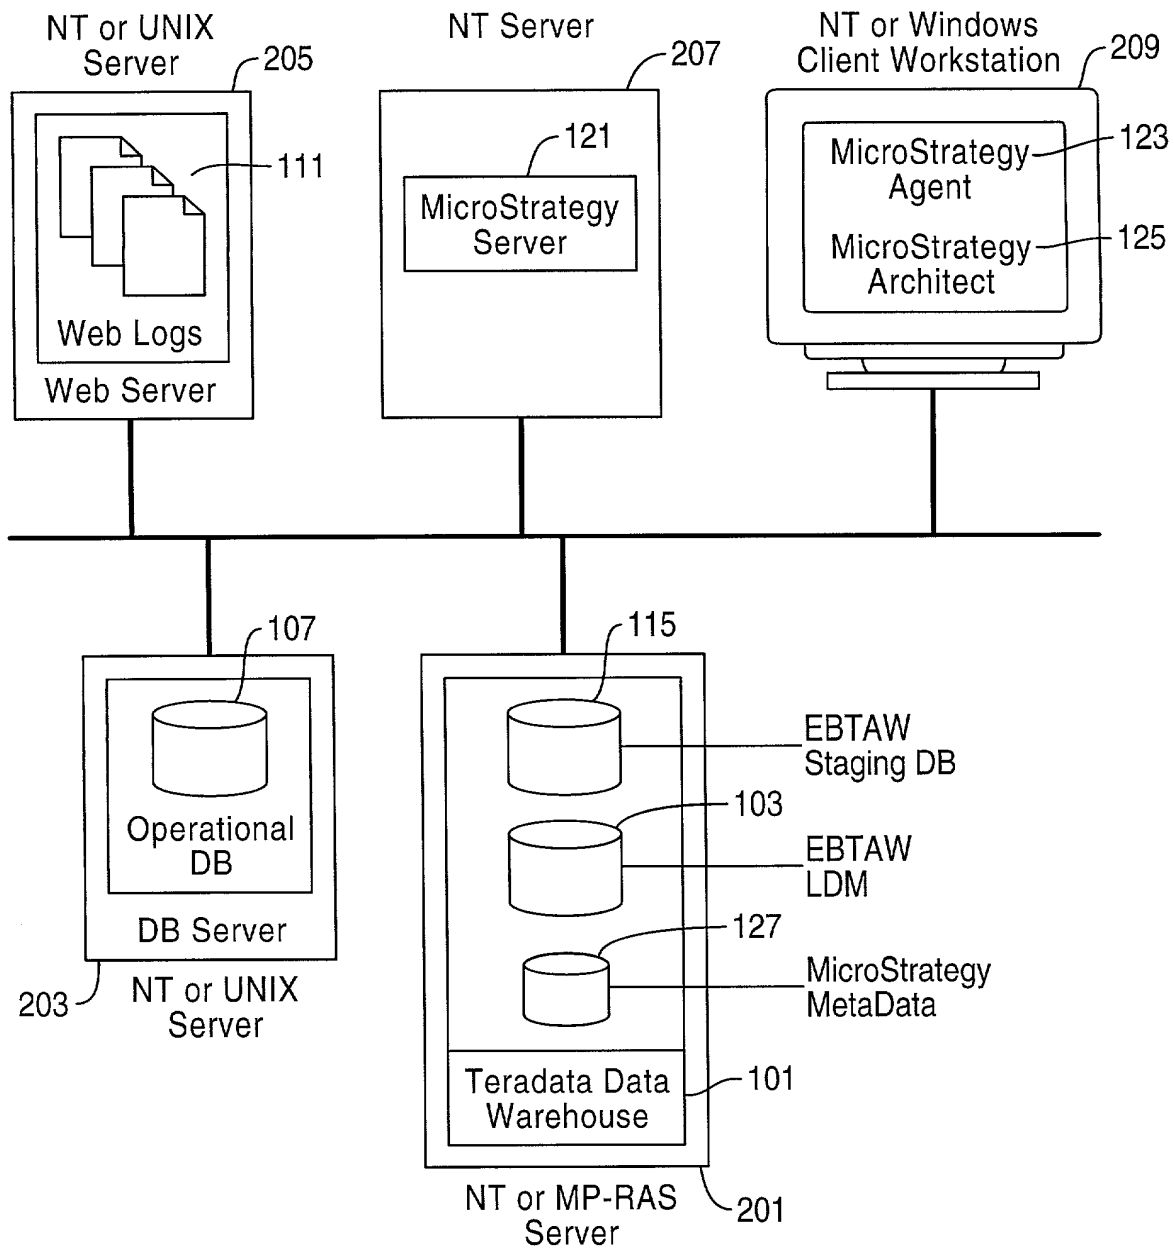 NT or UNIX
Server
205
111
Web Logs
Web Server
NT Server
207
121
MicroStrategy
Server
NT or Windows
Client Workstation
209
MicroStrategy
Agent
123
MicroStrategy
Architect
125
107
Operational
DB
DB Server
203
NT or UNIX
Server
115
EBTAW
Staging DB
103
EBTAW
LDM
127
MicroStrategy
MetaData
Teradata Data
Warehouse
101
NT or MP-RAS
Server
201